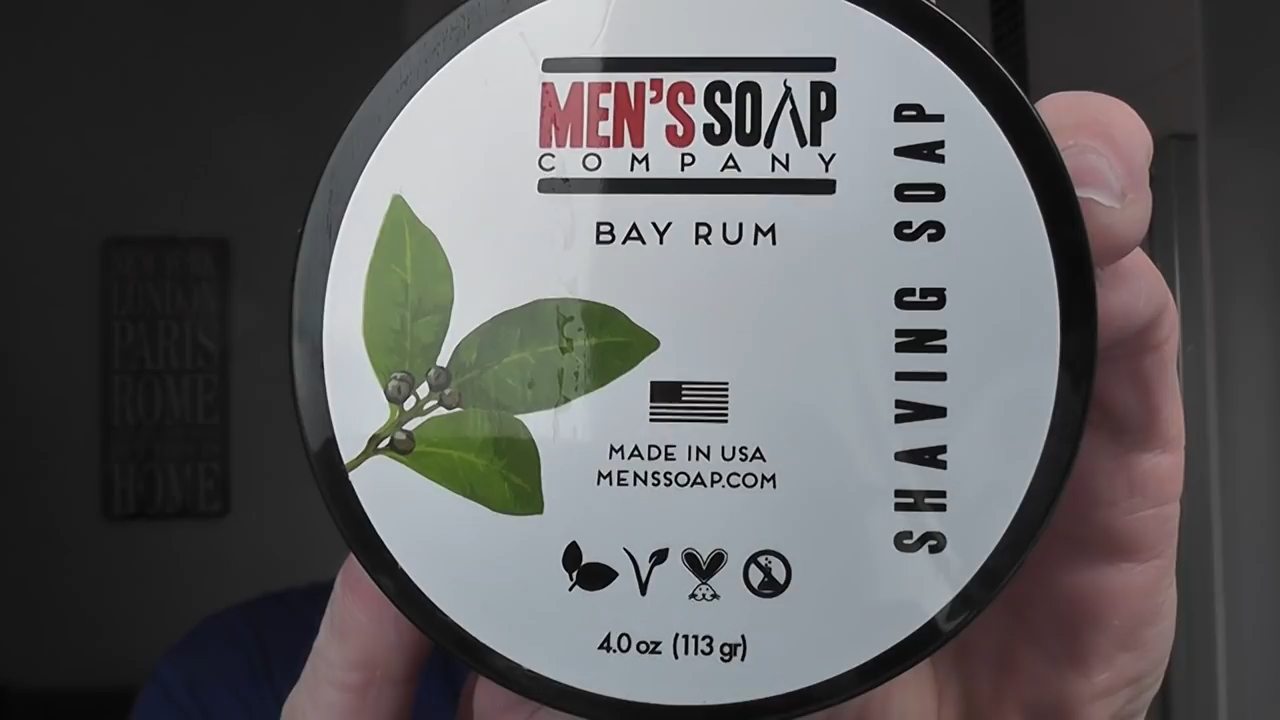 MEN'S SOAP
COMPANY
BAY RUM
SHAVING SOAP
MADE IN USA
MENSSOAP.COM
4.0 oz (113 gr)
PARIS
ROME
HOME